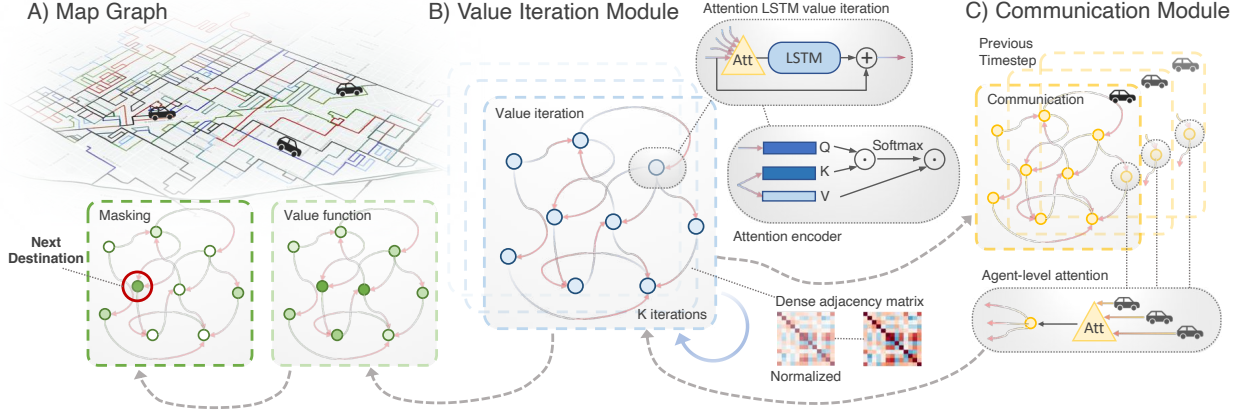 A) Map Graph
Masking
Value function
Next
Destination
B) Value Iteration Module
Value iteration
K iterations
Attention LSTM value iteration
Att
LSTM
+
Q
K
V
Softmax
Attention encoder
Dense adjacency matrix
Normalized
C) Communication Module
Previous
Timestep
Communication
Agent-level attention
Att